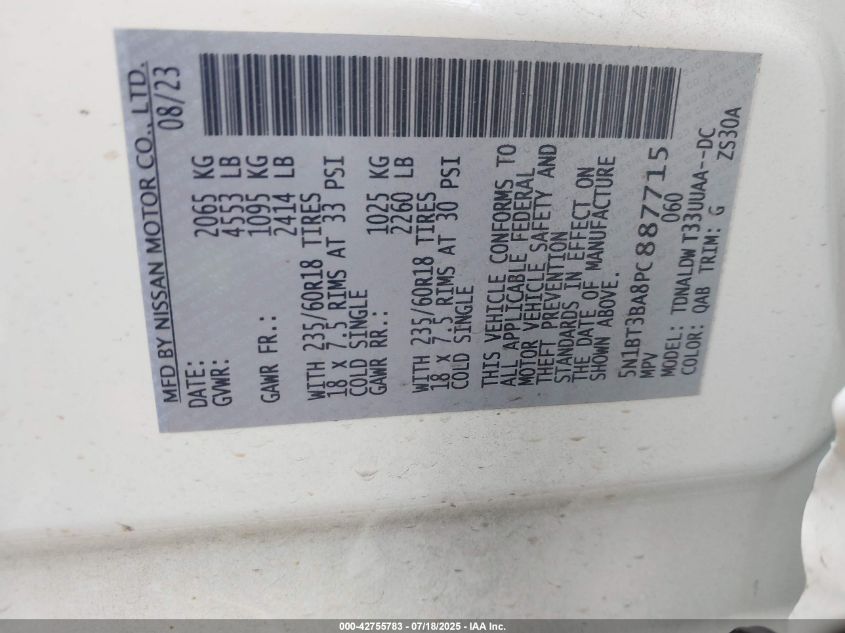 MFD BY NISSAN MOTOR CO., LTD.
DATE: 08/23
GVWR: 2065 KG
4553 LB
GAWR FR.: 1095 KG
2414 LB
WITH 235/60R18 TIRES
18 X 7.5 RIMS AT 33 PSI
COLD SINGLE
GAWR RR.: 1025 KG
2260 LB
WITH 235/60R18 TIRES
18 X 7.5 RIMS AT 30 PSI
COLD SINGLE
THIS VEHICLE CONFORMS TO
ALL APPLICABLE FEDERAL
MOTOR VEHICLE SAFETY AND
THEFT PREVENTION
STANDARDS IN EFFECT ON
THE DATE OF MANUFACTURE
SHOWN ABOVE.
5N1BT3BA8PC887715
MPV 060
MODEL: TDNALDW T33UUAA--DC
COLOR: QAB TRIM: G ZS30A
000-42755783 / 07/18/2025 - IAA Inc.